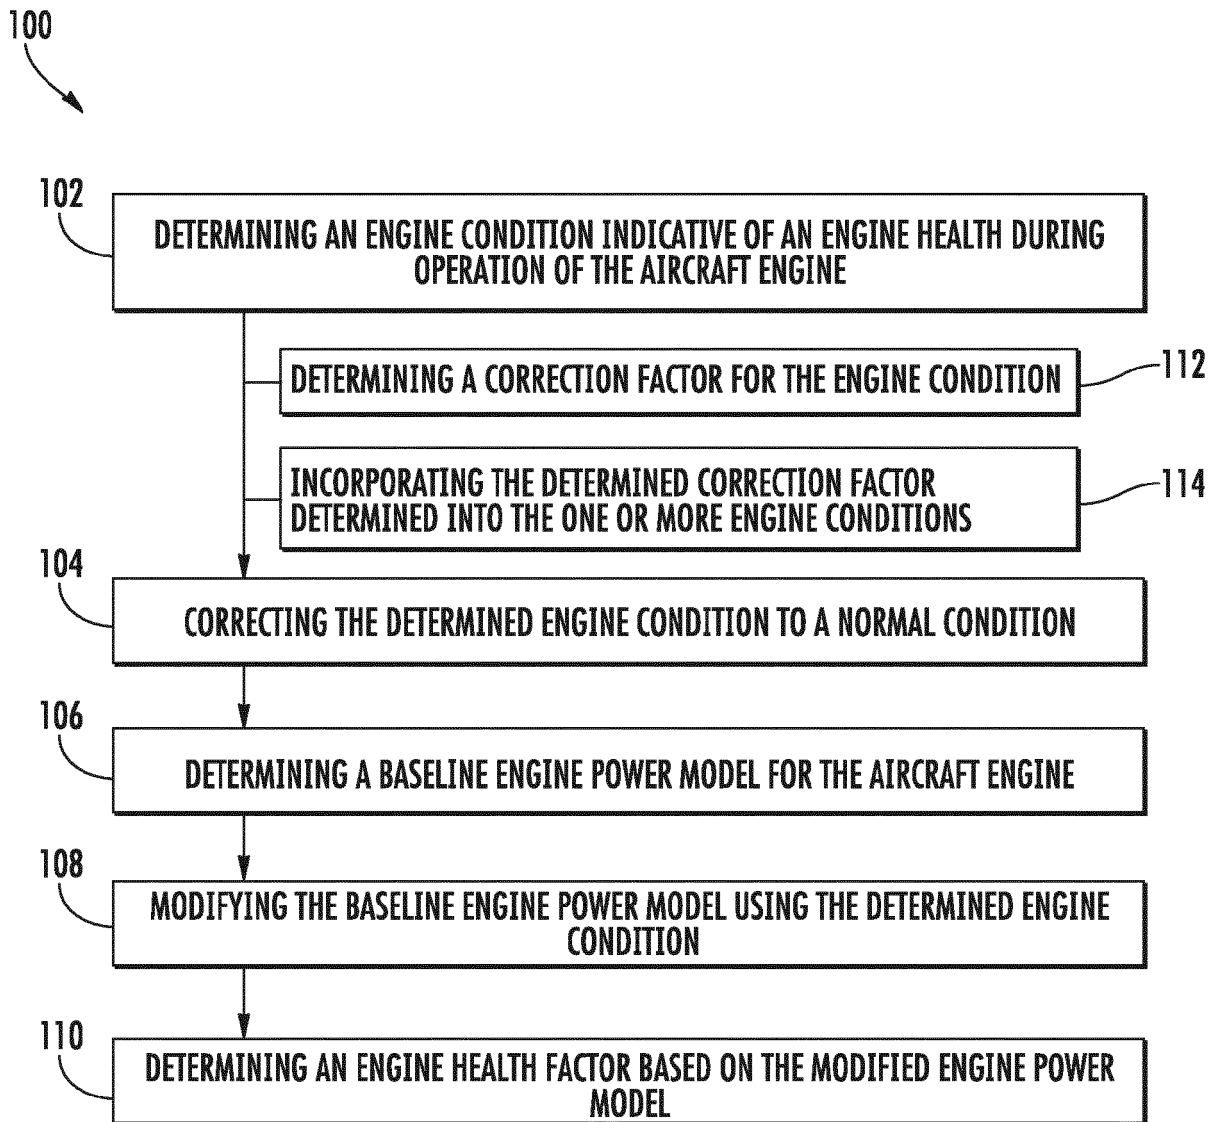 100
102
DETERMINING AN ENGINE CONDITION INDICATIVE OF AN ENGINE HEALTH DURING
OPERATION OF THE AIRCRAFT ENGINE
DETERMINING A CORRECTION FACTOR FOR THE ENGINE CONDITION
112
INCORPORATING THE DETERMINED CORRECTION FACTOR
DETERMINED INTO THE ONE OR MORE ENGINE CONDITIONS
114
104
CORRECTING THE DETERMINED ENGINE CONDITION TO A NORMAL CONDITION
106
DETERMINING A BASELINE ENGINE POWER MODEL FOR THE AIRCRAFT ENGINE
108
MODIFYING THE BASELINE ENGINE POWER MODEL USING THE DETERMINED ENGINE
CONDITION
110
DETERMINING AN ENGINE HEALTH FACTOR BASED ON THE MODIFIED ENGINE POWER
MODEL